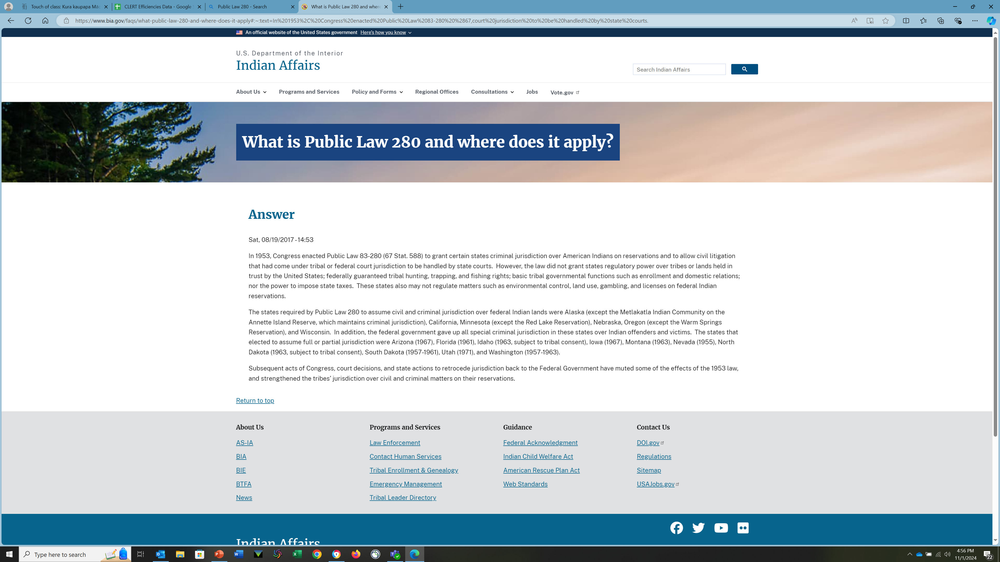 Touch of class: Kura kaupapa Māo
CLERT Efficiencies Data - Google S
Public Law 280 - Search
What is Public Law 280 and where
https://www.bia.gov/faqs/what-public-law-280-and-where-does-it-apply#:~:text=In%201953%2C%20Congress%20enacted%20Public%20Law%2083-280%20%2867,court%20jurisdiction%20to%20be%20handled%20by%20state%20courts.
An official website of the United States government Here's how you know
U.S. Department of the Interior
Indian Affairs
Search Indian Affairs
About Us Programs and Services Policy and Forms Regional Offices Consultations Jobs Vote.gov
What is Public Law 280 and where does it apply?
Answer
Sat, 08/19/2017 - 14:53
In 1953, Congress enacted Public Law 83-280 (67 Stat. 588) to grant certain states criminal jurisdiction over American Indians on reservations and to allow civil litigation
that had come under tribal or federal court jurisdiction to be handled by state courts. However, the law did not grant states regulatory power over tribes or lands held in
trust by the United States; federally guaranteed tribal hunting, trapping, and fishing rights; basic tribal governmental functions such as enrollment and domestic relations;
nor the power to impose state taxes. These states also may not regulate matters such as environmental control, land use, gambling, and licenses on federal Indian
reservations.
The states required by Public Law 280 to assume civil and criminal jurisdiction over federal Indian lands were Alaska (except the Metlakatla Indian Community on the
Annette Island Reserve, which maintains criminal jurisdiction), California, Minnesota (except the Red Lake Reservation), Nebraska, Oregon (except the Warm Springs
Reservation), and Wisconsin. In addition, the federal government gave up all special criminal jurisdiction in these states over Indian offenders and victims. The states that
elected to assume full or partial jurisdiction were Arizona (1967), Florida (1961), Idaho (1963, subject to tribal consent), Iowa (1967), Montana (1963), Nevada (1955), North
Dakota (1963, subject to tribal consent), South Dakota (1957-1961), Utah (1971), and Washington (1957-1963).
Subsequent acts of Congress, court decisions, and state actions to retrocede jurisdiction back to the Federal Government have muted some of the effects of the 1953 law,
and strengthened the tribes' jurisdiction over civil and criminal matters on their reservations.
Return to top
About Us
AS-IA
BIA
BIE
BTFA
News
Programs and Services
Law Enforcement
Contact Human Services
Tribal Enrollment & Genealogy
Emergency Management
Tribal Leader Directory
Guidance
Federal Acknowledgment
Indian Child Welfare Act
American Rescue Plan Act
Web Standards
Contact Us
DOI.gov
Regulations
Sitemap
USAJobs.gov
Indian Affairs
Type here to search
4:56 PM
11/1/2024
22